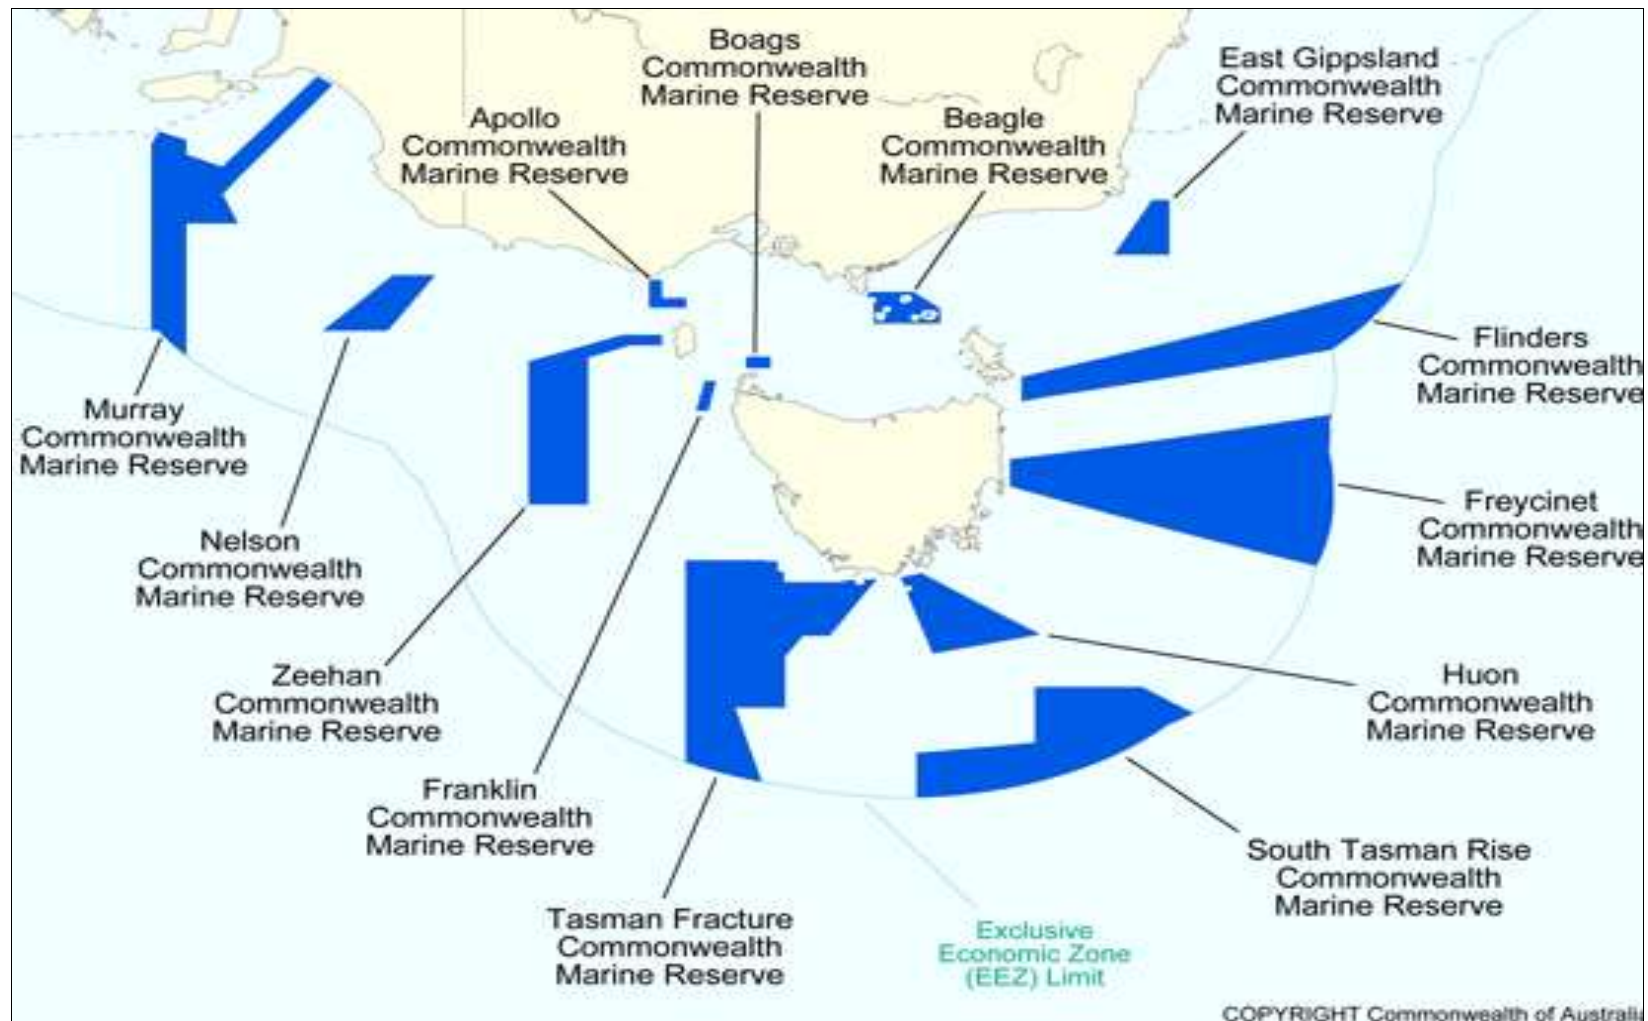 Boags
Commonwealth
Marine Reserve
East Gippsland
Commonwealth
Marine Reserve
Apollo
Commonwealth
Marine Reserve
Beagle
Commonwealth
Marine Reserve
Flinders
Commonwealth
Marine Reserve
Murray
Commonwealth
Marine Reserve
Freycinet
Commonwealth
Marine Reserve
Nelson
Commonwealth
Marine Reserve
Zeehan
Commonwealth
Marine Reserve
Huon
Commonwealth
Marine Reserve
Franklin
Commonwealth
Marine Reserve
South Tasman Rise
Commonwealth
Marine Reserve
Tasman Fracture
Commonwealth
Marine Reserve
Exclusive
Economic Zone
(EEZ) Limit
COPYRIGHT Commonwealth of Australia